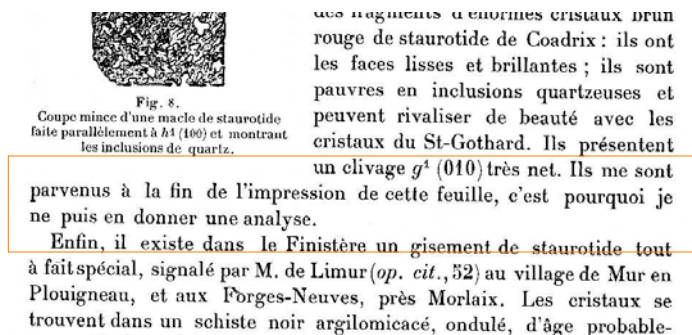 des fragments d'énormes cristaux brun
rouge de staurotide de Coadrix : ils ont
les faces lisses et brillantes ; ils sont
pauvres en inclusions quartzeuses et
peuvent rivaliser de beauté avec les
cristaux du St-Gothard. Ils présentent
un clivage g¹ (010) très net. Ils me sont
Fig. 8.
Coupe mince d'une macle de staurotide
faite parallèlement à h¹ (100) et montrant
les inclusions de quartz.
parvenus à la fin de l'impression de cette feuille, c'est pourquoi je
ne puis en donner une analyse.
Enfin, il existe dans le Finistère un gisement de staurotide tout
à fait spécial, signalé par M. de Limur (op. cit., 52) au village de Mur en
Plouigneau, et aux Forges-Neuves, près Morlaix. Les cristaux se
trouvent dans un schiste noir argilomicacé, ondulé, d'âge probable-